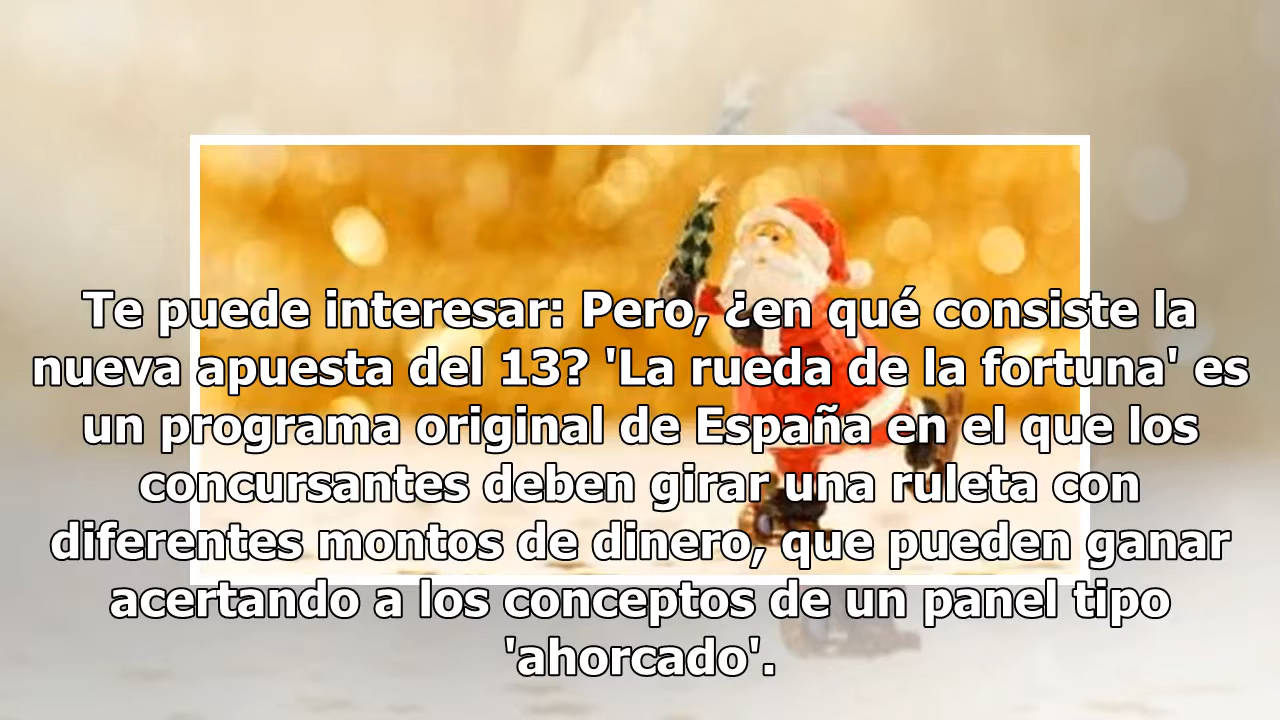 Te puede interesar: Pero, ¿en qué consiste la
nueva apuesta del 13? 'La rueda de la fortuna' es
un programa original de España en el que los
concursantes deben girar una ruleta con
diferentes montos de dinero, que pueden ganar
acertando a los conceptos de un panel tipo
'ahorcado'.